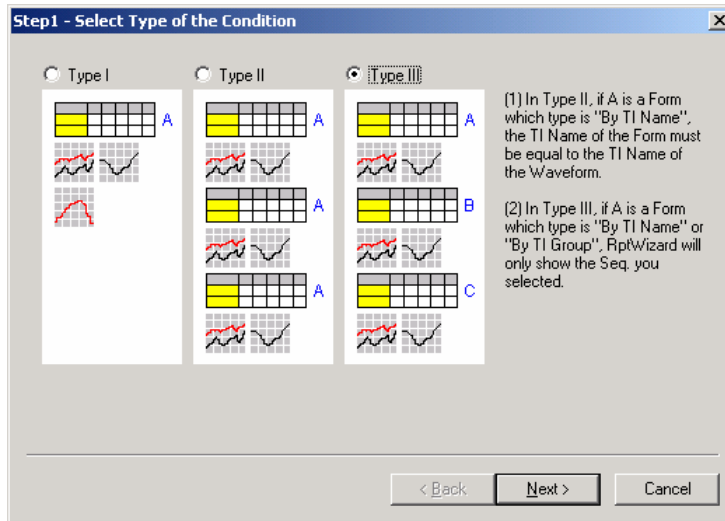 Step1 - Select Type of the Condition
Type I
Type II
Type III
A
A
A
A
B
A
C
(1) In Type II, if A is a Form
which type is "By TI Name",
the TI Name of the Form must
be equal to the TI Name of
the Waveform.
(2) In Type III, if A is a Form
which type is "By TI Name" or
"By TI Group", RptWizard will
only show the Seq. you
selected.
< Back
Next >
Cancel